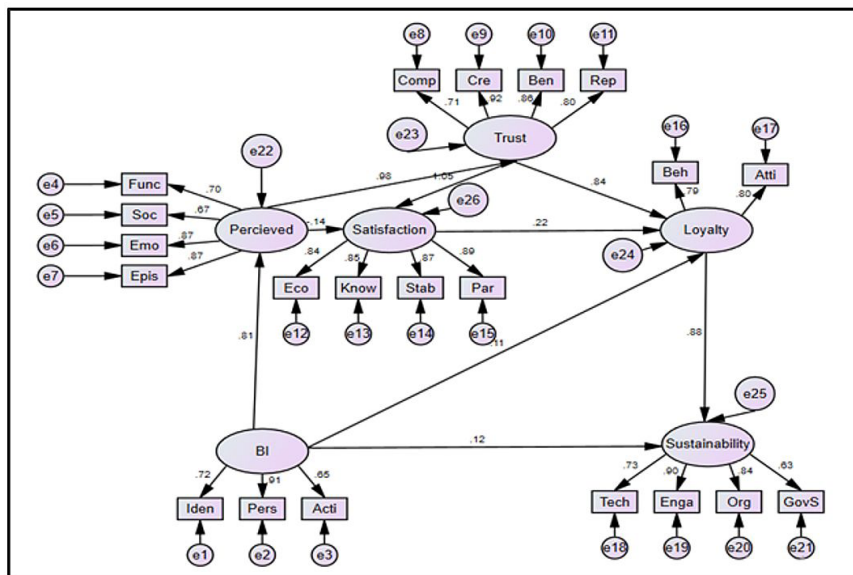 e8
e9
e10
e11
Comp
Cre
Ben
Rep
.71
.92
.86
.80
e23
Trust
e16
e17
e22
Beh
Atti
e4
Func
.70
.98
1.05
.84
.79
.80
e5
Soc
.67
e26
e6
Emo
.87
Percieved
-.14
Satisfaction
.22
Loyalty
e7
Epis
.87
.84
.85
.87
.89
e24
Eco
Know
Stab
Par
e12
e13
e14
e15
.81
.11
.88
e25
BI
.12
Sustainability
.72
.91
.65
.73
.90
.84
.63
Iden
Pers
Acti
Tech
Enga
Org
GovS
e1
e2
e3
e18
e19
e20
e21